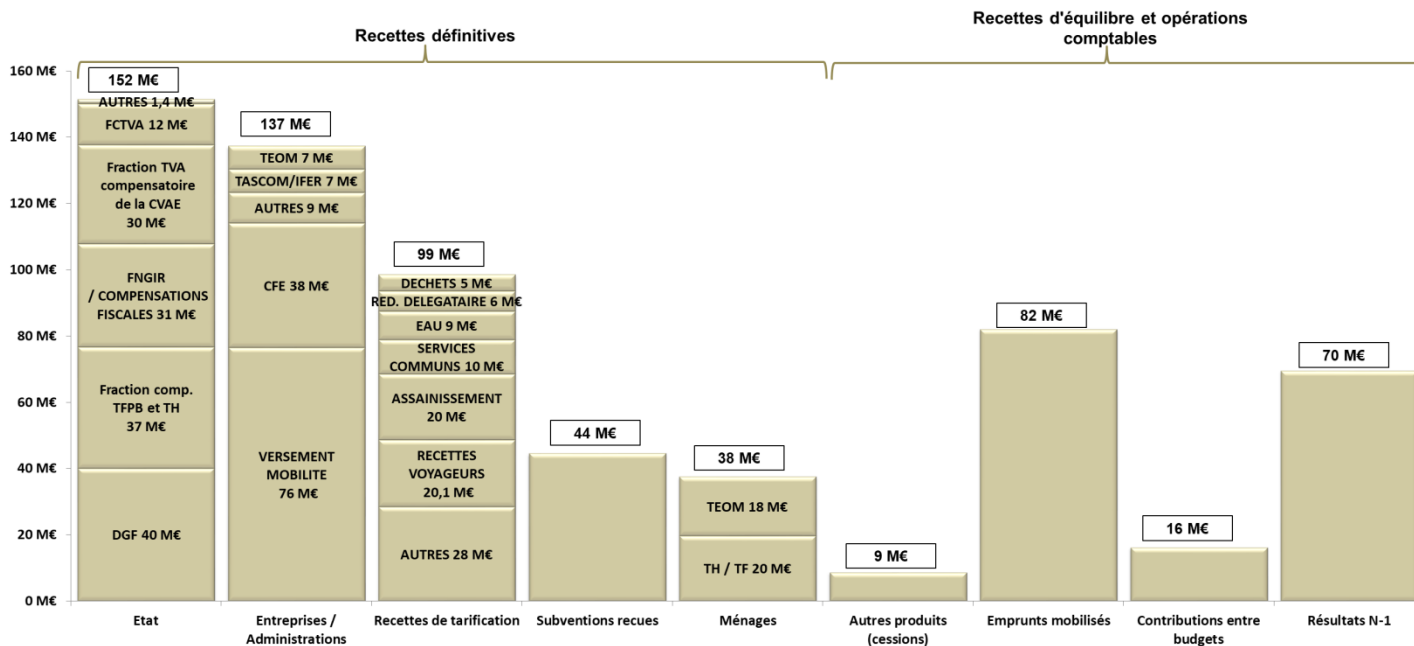 Recettes définitives
Recettes d'équilibre et opérations
comptables
160 M€
140 M€
120 M€
100 M€
80 M€
60 M€
40 M€
20 M€
0 M€
152 M€
AUTRES 1,4 M€
FCTVA 12 M€
Fraction TVA
compensatoire
de la CVAE
30 M€
FNGIR
/ COMPENSATIONS
FISCALES 31 M€
Fraction comp.
TFPB et TH
37 M€
DGF 40 M€
137 M€
TEOM 7 M€
TASCOM/IFER 7 M€
AUTRES 9 M€
CFE 38 M€
VERSEMENT
MOBILITE
76 M€
99 M€
DECHETS 5 M€
RED. DELEGATAIRE 6 M€
EAU 9 M€
SERVICES
COMMUNS 10 M€
ASSAINISSEMENT
20 M€
RECETTES
VOYAGEURS
20,1 M€
AUTRES 28 M€
44 M€
38 M€
TEOM 18 M€
TH / TF 20 M€
9 M€
82 M€
16 M€
70 M€
Etat
Entreprises /
Administrations
Recettes de tarification
Subventions recues
Ménages
Autres produits
(cessions)
Emprunts mobilisés
Contributions entre
budgets
Résultats N-1